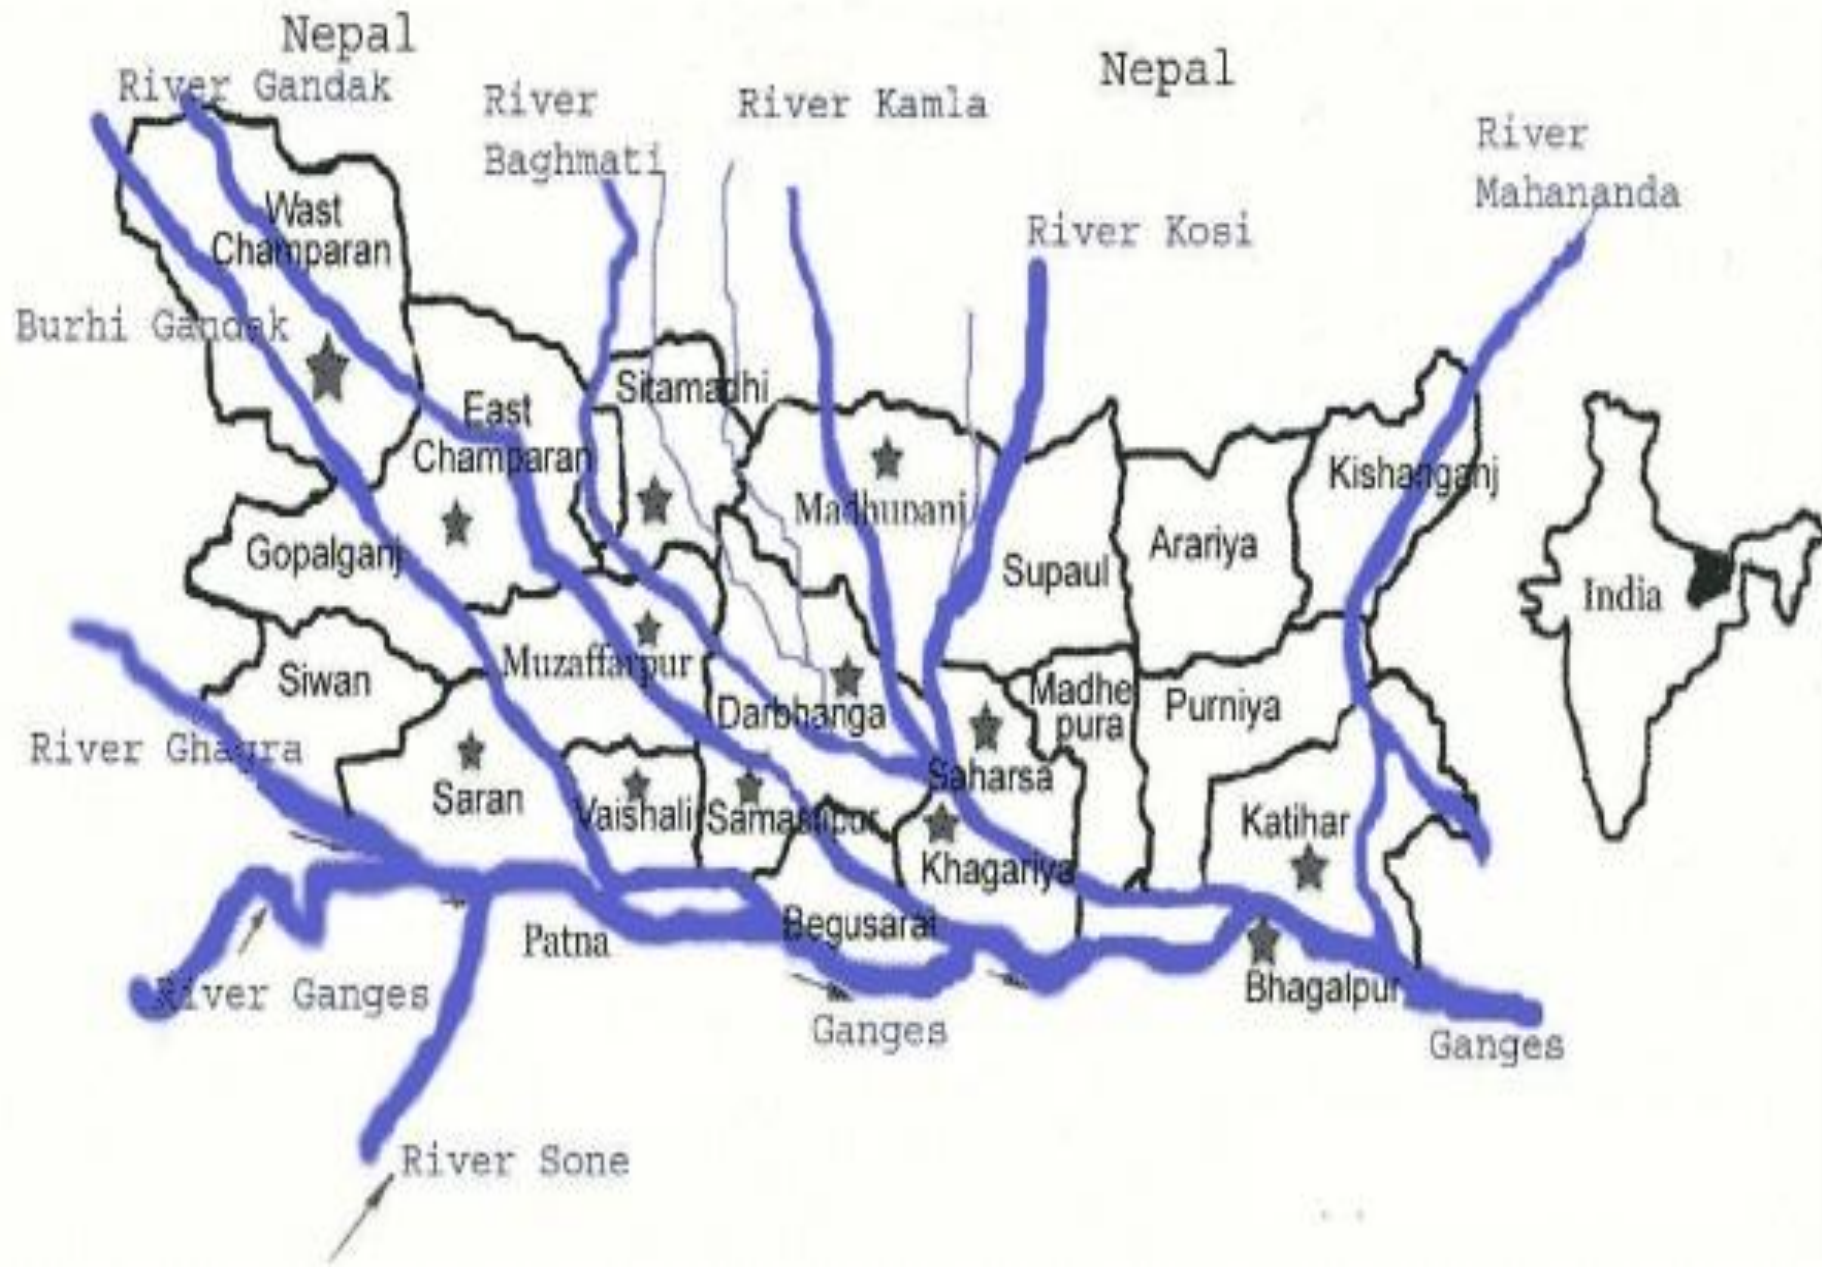 Nepal
River Gandak
River
Baghmati
River Kamla
Nepal
River
Mahananda
River Kosi
Wast
Champaran
Burhi Gandak
East
Champaran
Sitamadhi
Madhubani
Kishanganj
Gopalganj
Supaul
Arariya
India
Siwan
Muzaffarpur
Darbhanga
Madhe
pura
Purniya
River Ghagra
Saran
Vaishali
Samastipur
Saharsa
Katihar
Khagariya
Patna
Begusarai
River Ganges
Bhagalpur
Ganges
Ganges
River Sone